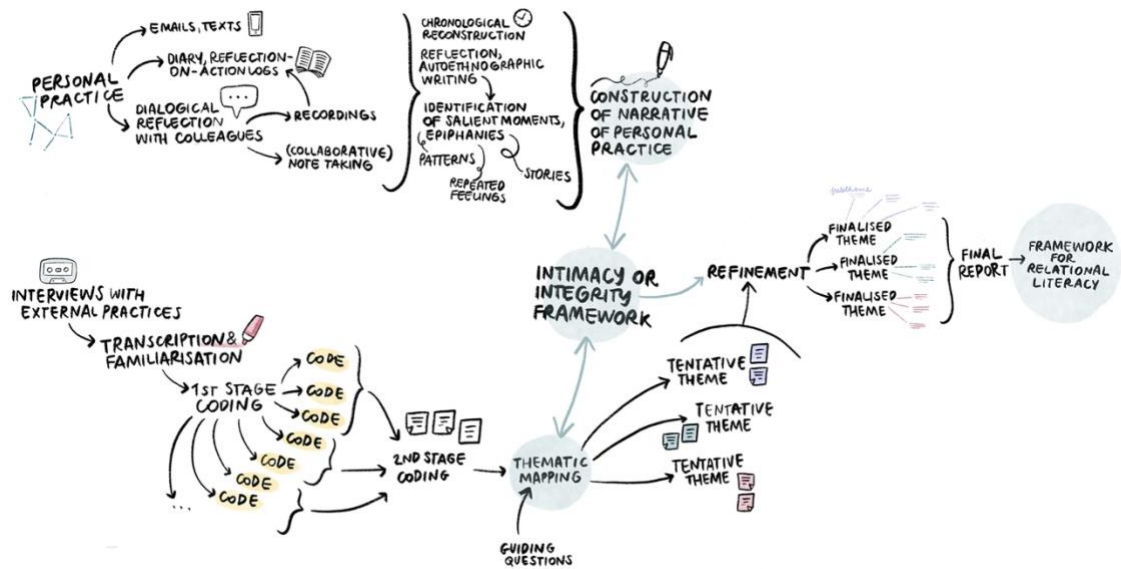 PERSONAL
PRACTICE
EMAILS, TEXTS
DIARY, REFLECTION-
ON-ACTION LOGS
DIALOGICAL
REFLECTION
WITH COLLEAGUES
RECORDINGS
(COLLABORATIVE)
NOTE TAKING
CHRONOLOGICAL
RECONSTRUCTION
REFLECTION,
AUTOETHNOGRAPHIC
WRITING
IDENTIFICATION
OF SALIENT MOMENTS,
EPIPHANIES
PATTERNS
REPEATED
FEELINGS
STORIES
CONSTRUCTION
OF NARRATIVE
OF PERSONAL
PRACTICE
INTERVIEWS WITH
EXTERNAL PRACTICES
TRANSCRIPTION &
FAMILIARISATION
1ST STAGE
CODING
CODE
CODE
CODE
CODE
CODE
CODE
CODE
...
2ND STAGE
CODING
THEMATIC
MAPPING
GUIDING
QUESTIONS
INTIMACY OR
INTEGRITY
FRAMEWORK
TENTATIVE
THEME
TENTATIVE
THEME
TENTATIVE
THEME
REFINEMENT
subtheme
FINALISED
THEME
FINALISED
THEME
FINALISED
THEME
FINAL
REPORT
FRAMEWORK
FOR
RELATIONAL
LITERACY